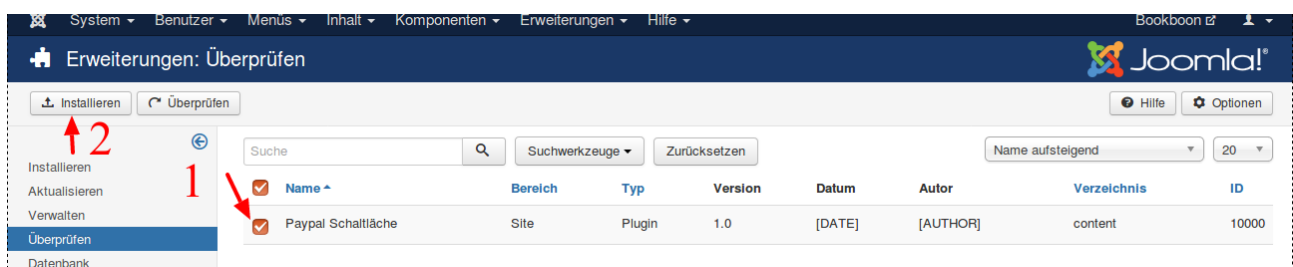 System Benutzer Menüs Inhalt Komponenten Erweiterungen Hilfe Bookboon
Erweiterungen: Überprüfen Joomla!®
Installieren Überprüfen Hilfe Optionen
2
Suche Suchwerkzeuge Zurücksetzen Name aufsteigend 20
Installieren
1
Aktualisieren Name Bereich Typ Version Datum Autor Verzeichnis ID
Verwalten
Paypal Schaltläche Site Plugin 1.0 [DATE] [AUTHOR] content 10000
Überprüfen
Datenbank